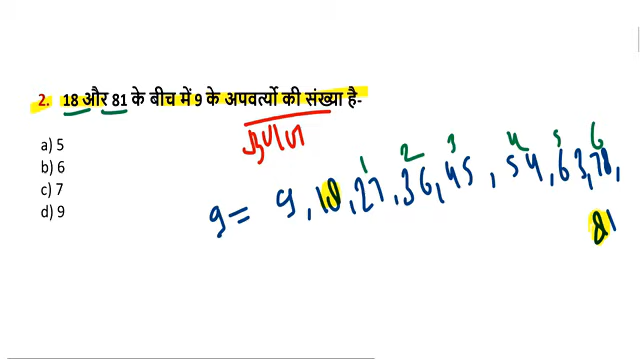 2. 18 और 81 के बीच में 9 के अपवर्त्यो की संख्या है-
गुणज
a) 5
b) 6
c) 7
d) 9
1 2 3 4 5 6
9 = 9, 18, 27, 36, 45, 54, 63, 78,
81